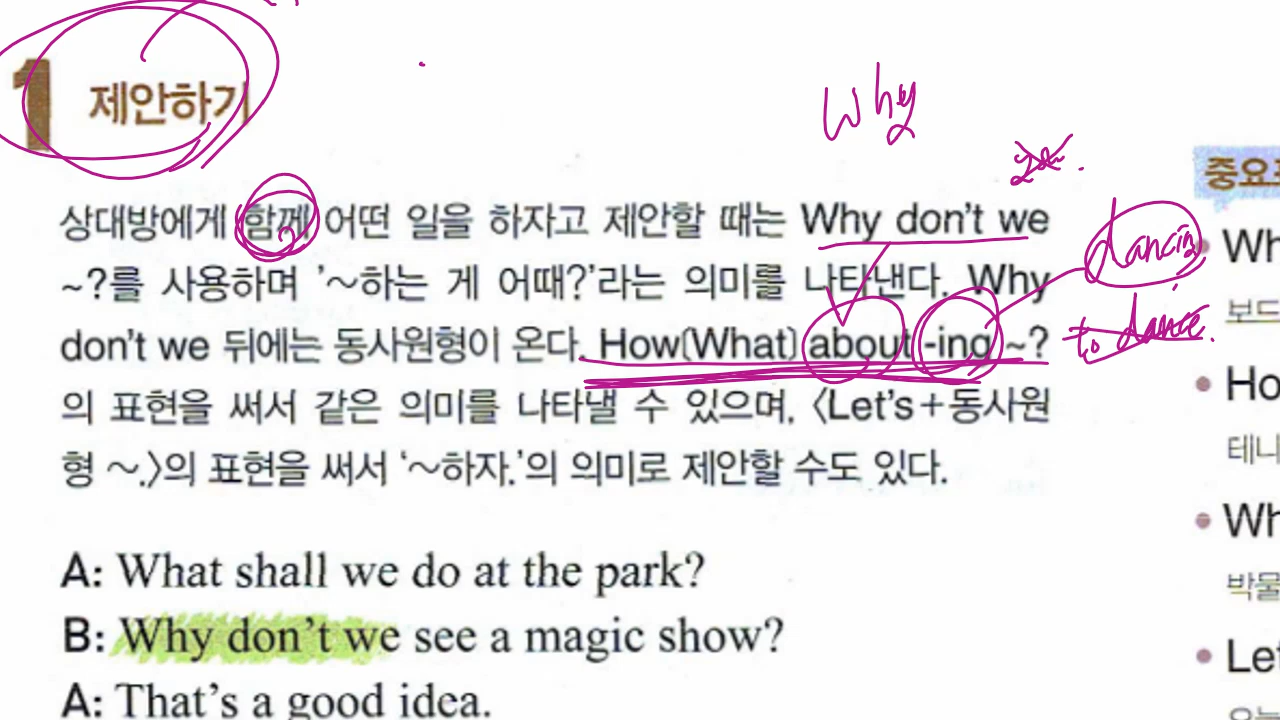 1 제안하기
Why
상대방에게 함께 어떤 일을 하자고 제안할 때는 Why don't we
~?를 사용하며 '~하는 게 어때?'라는 의미를 나타낸다. Why
don't we 뒤에는 동사원형이 온다. How(What) about -ing ~?
의 표현을 써서 같은 의미를 나타낼 수 있으며, 〈Let's+동사원
형 ~.〉의 표현을 써서 '~하자.'의 의미로 제안할 수도 있다.
dancing
to dance.
A: What shall we do at the park?
B: Why don't we see a magic show?
A: That's a good idea.
중요
Wh
보드
Ho
테니
Wh
박물
Let